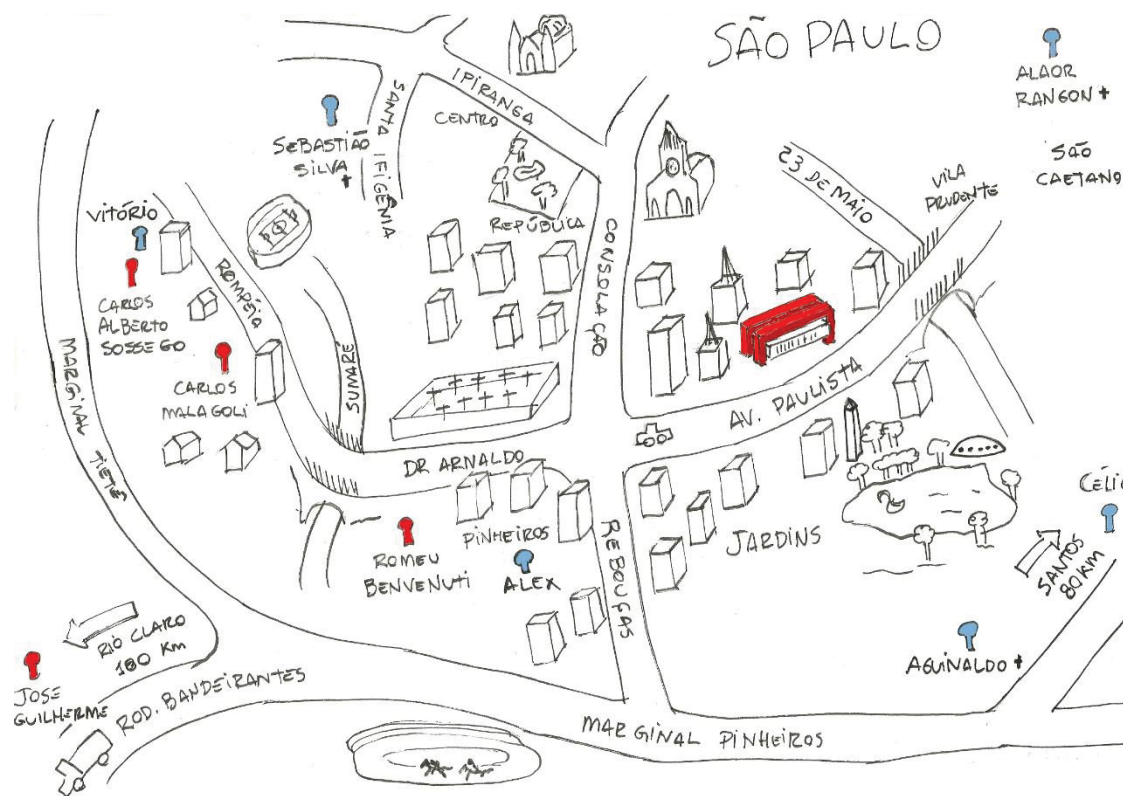 SÃO PAULO
ALAOR
RANGON +
SÃO
CAETANO
IPIRANGA
CENTRO
SANTA IFIGÊNIA
SEBASTIÃO
SILVA +
REPÚBLICA
23 DE MAIO
VILA
PRUDENTE
VITÓRIO
CARLOS
ALBERTO
SOSSEGO
POMPÉIA
CONSOLAÇÃO
MARGINAL TIETÊ
CARLOS
MALAGOLI
SUMARÉ
AV. PAULISTA
DR ARNALDO
PINHEIROS
ROMEU
BENVENUTI
ALEX
REBOUÇAS
JARDINS
SANTOS
80 KM
AGUINALDO +
RIO CLARO
180 Km
JOSE
GUILHERME
ROD. BANDEIRANTES
MARGINAL PINHEIROS